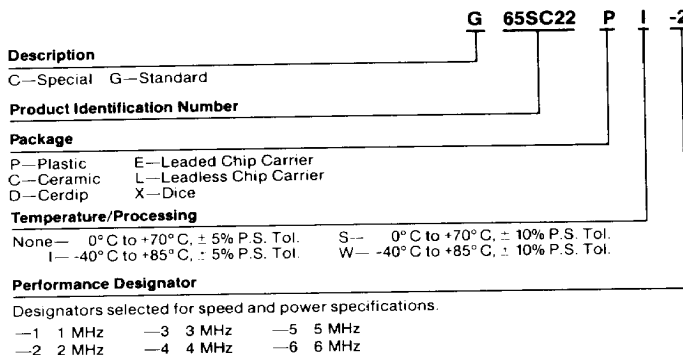 G 65SC22 P I -2
Description
C—Special G—Standard
Product Identification Number
Package
P—Plastic E—Leaded Chip Carrier
C—Ceramic L—Leadless Chip Carrier
D—Cerdip X—Dice
Temperature/Processing
None— 0°C to +70°C, ± 5% P.S. Tol. S— 0°C to +70°C, ± 10% P.S. Tol.
I— -40°C to +85°C, ± 5% P.S. Tol. W— -40°C to +85°C, ± 10% P.S. Tol.
Performance Designator
Designators selected for speed and power specifications.
—1 1 MHz —3 3 MHz —5 5 MHz
—2 2 MHz —4 4 MHz —6 6 MHz